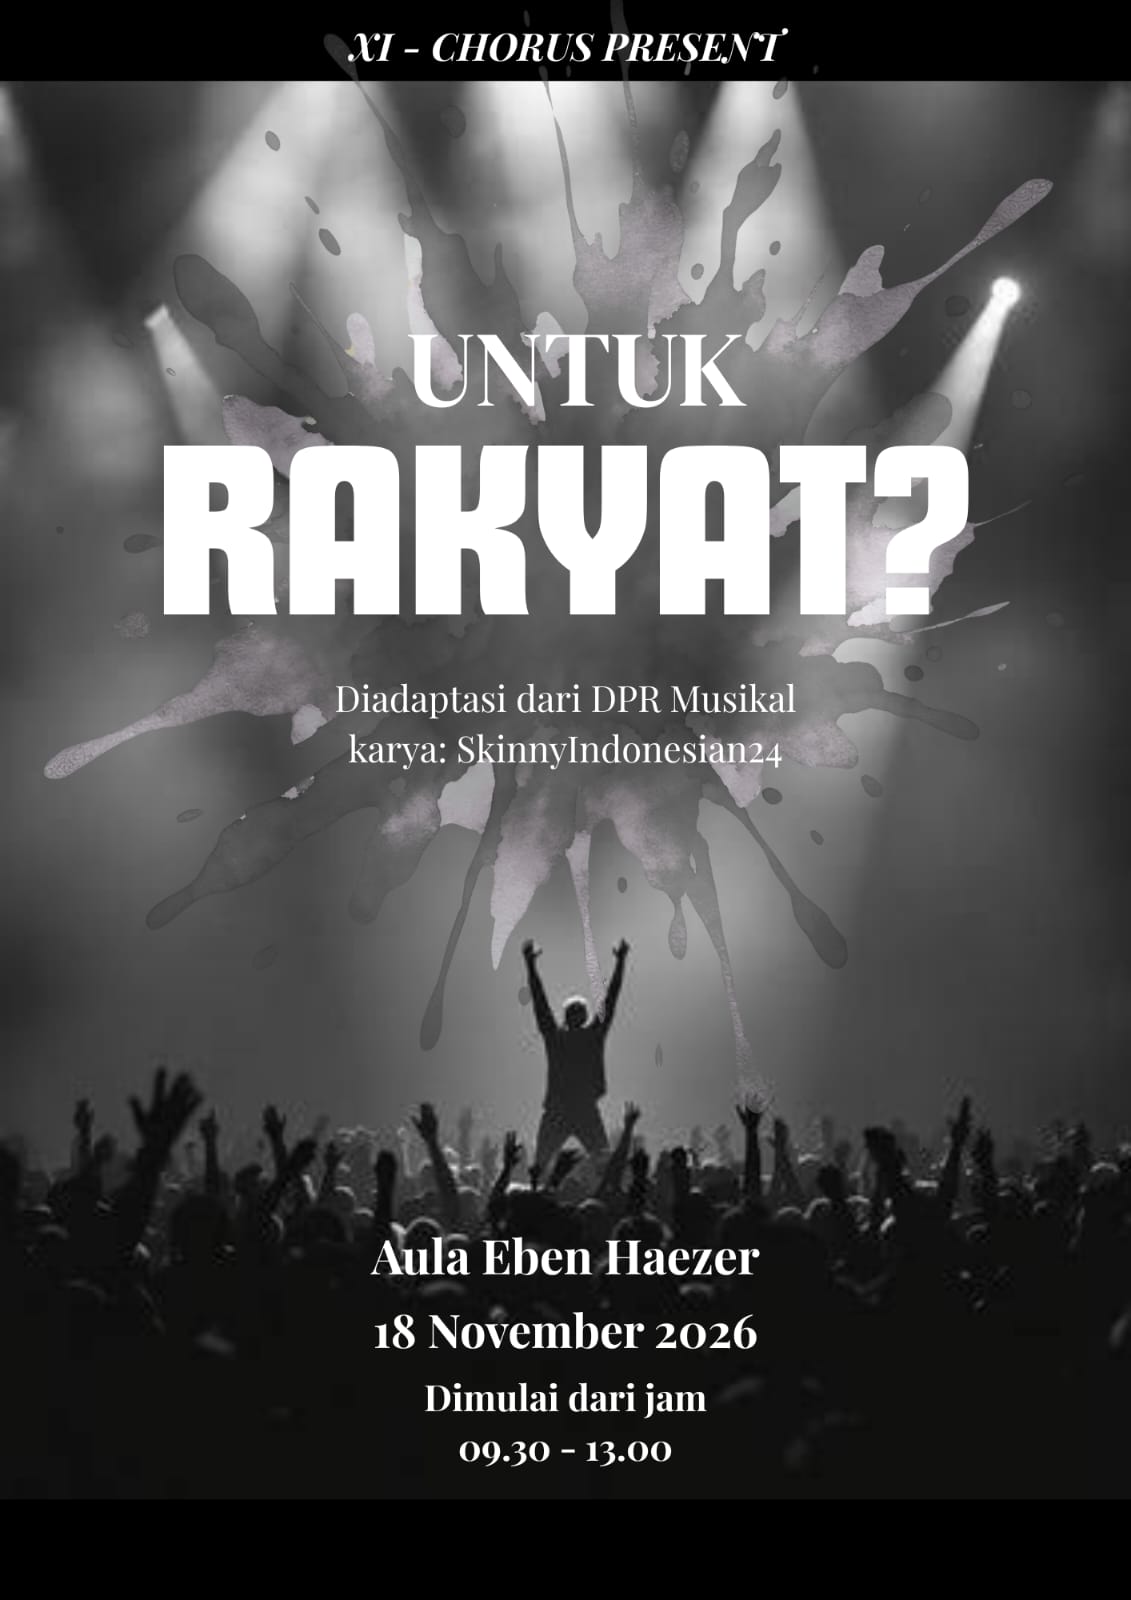 XI - CHORUS PRESENT
UNTUK
RAKYAT?
Diadaptasi dari DPR Musikal
karya: SkinnyIndonesian24
Aula Eben Haezer
18 November 2026
Dimulai dari jam
09.30 - 13.00